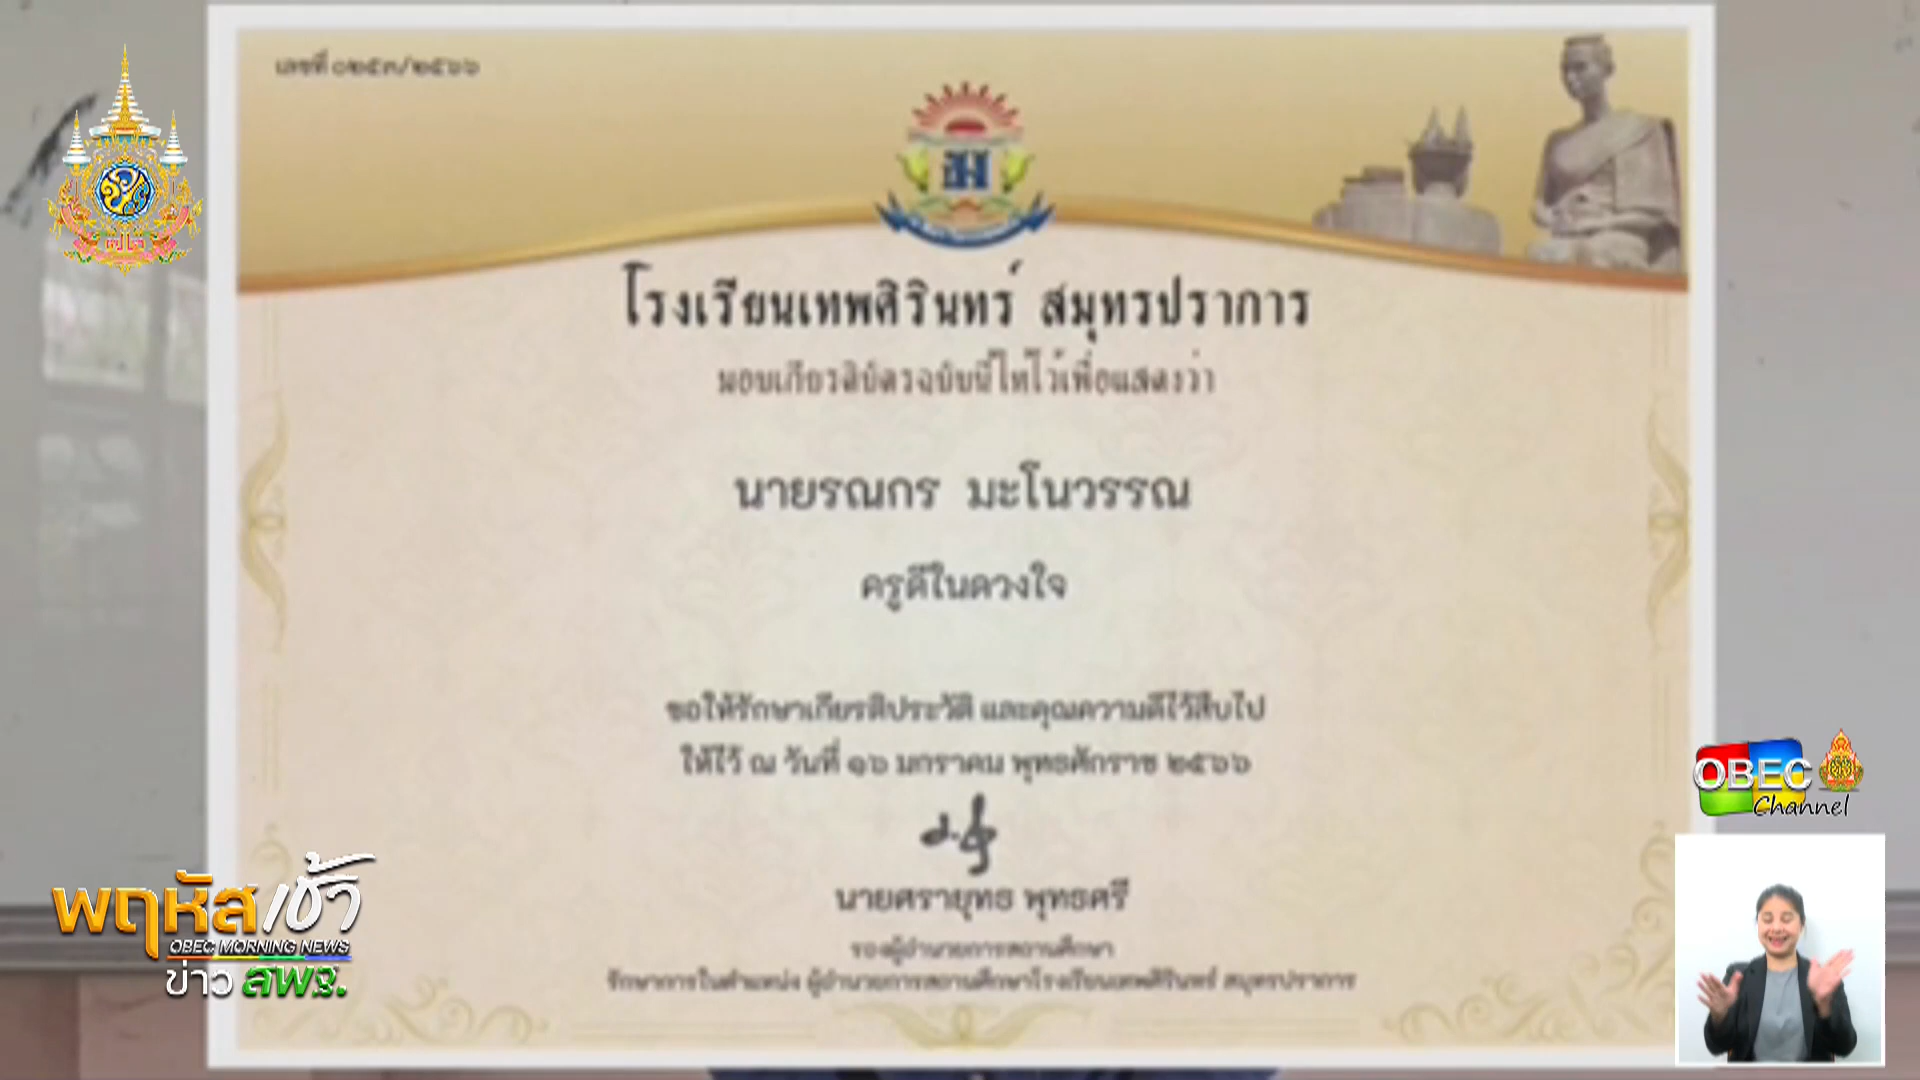 เลขที่ ๐๒๕๓/๒๕๖๖
โรงเรียนเทพศิรินทร์ สมุทรปราการ
มอบเกียรติบัตรฉบับนี้ให้ไว้เพื่อแสดงว่า
นายรณกร มะโนวรรณ
ครูดีในดวงใจ
ขอให้รักษาเกียรติประวัติ และคุณความดีไว้สืบไป
ให้ไว้ ณ วันที่ ๑๖ มกราคม พุทธศักราช ๒๕๖๖
นายศรายุทธ พุทธศรี
รองผู้อำนวยการสถานศึกษา
รักษาการในตำแหน่ง ผู้อำนวยการสถานศึกษาโรงเรียนเทพศิรินทร์ สมุทรปราการ
OBEC
Channel
พฤหัสเช้า
OBEC MORNING NEWS
ข่าว สพฐ.